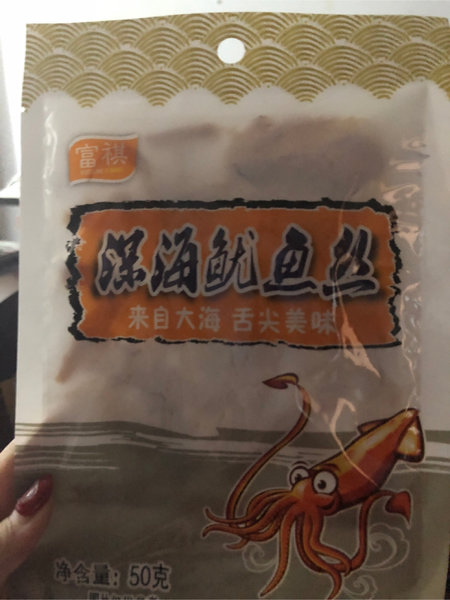 富祺
深海鱿鱼丝
来自大海 舌尖美味
净含量：50克